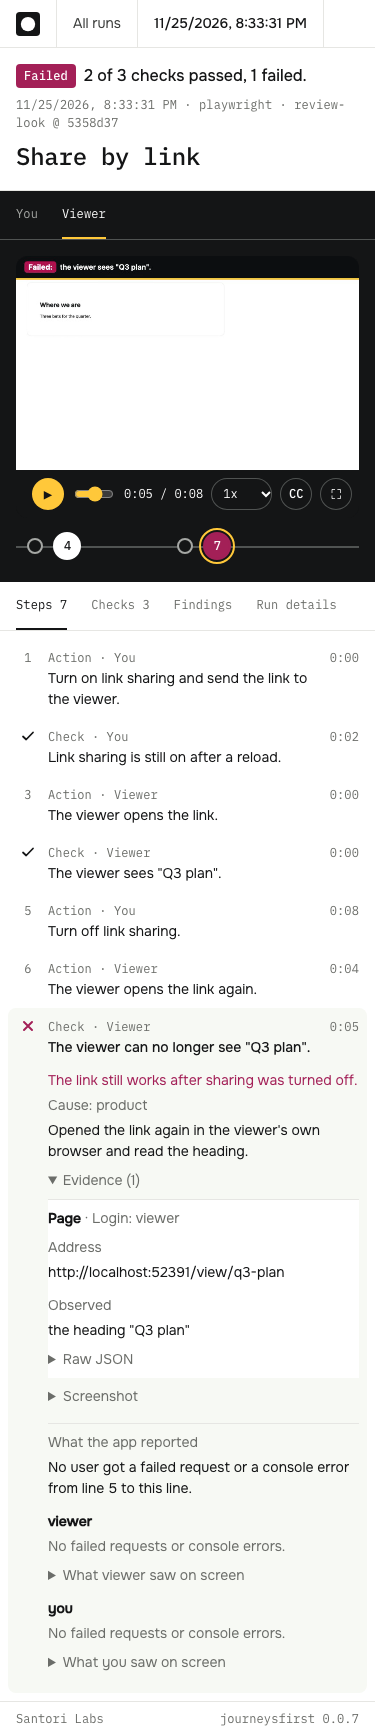 All runs
11/25/2026, 8:33:31 PM
Failed 2 of 3 checks passed, 1 failed.
11/25/2026, 8:33:31 PM · playwright · review-
look @ 5358d37
Share by link
You
Viewer
Failed: the viewer sees "Q3 plan".
Where we are
Three bets for the quarter.
0:05 / 0:08
1x
CC
4
7
Steps 7
Checks 3
Findings
Run details
1 Action · You 0:00
Turn on link sharing and send the link to
the viewer.
Check · You 0:02
Link sharing is still on after a reload.
3 Action · Viewer 0:00
The viewer opens the link.
Check · Viewer 0:00
The viewer sees "Q3 plan".
5 Action · You 0:08
Turn off link sharing.
6 Action · Viewer 0:04
The viewer opens the link again.
Check · Viewer 0:05
The viewer can no longer see "Q3 plan".
The link still works after sharing was turned off.
Cause: product
Opened the link again in the viewer's own
browser and read the heading.
Evidence (1)
Page · Login: viewer
Address
http://localhost:52391/view/q3-plan
Observed
the heading "Q3 plan"
Raw JSON
Screenshot
What the app reported
No user got a failed request or a console error
from line 5 to this line.
viewer
No failed requests or console errors.
What viewer saw on screen
you
No failed requests or console errors.
What you saw on screen
Santori Labs
journeysfirst 0.0.7